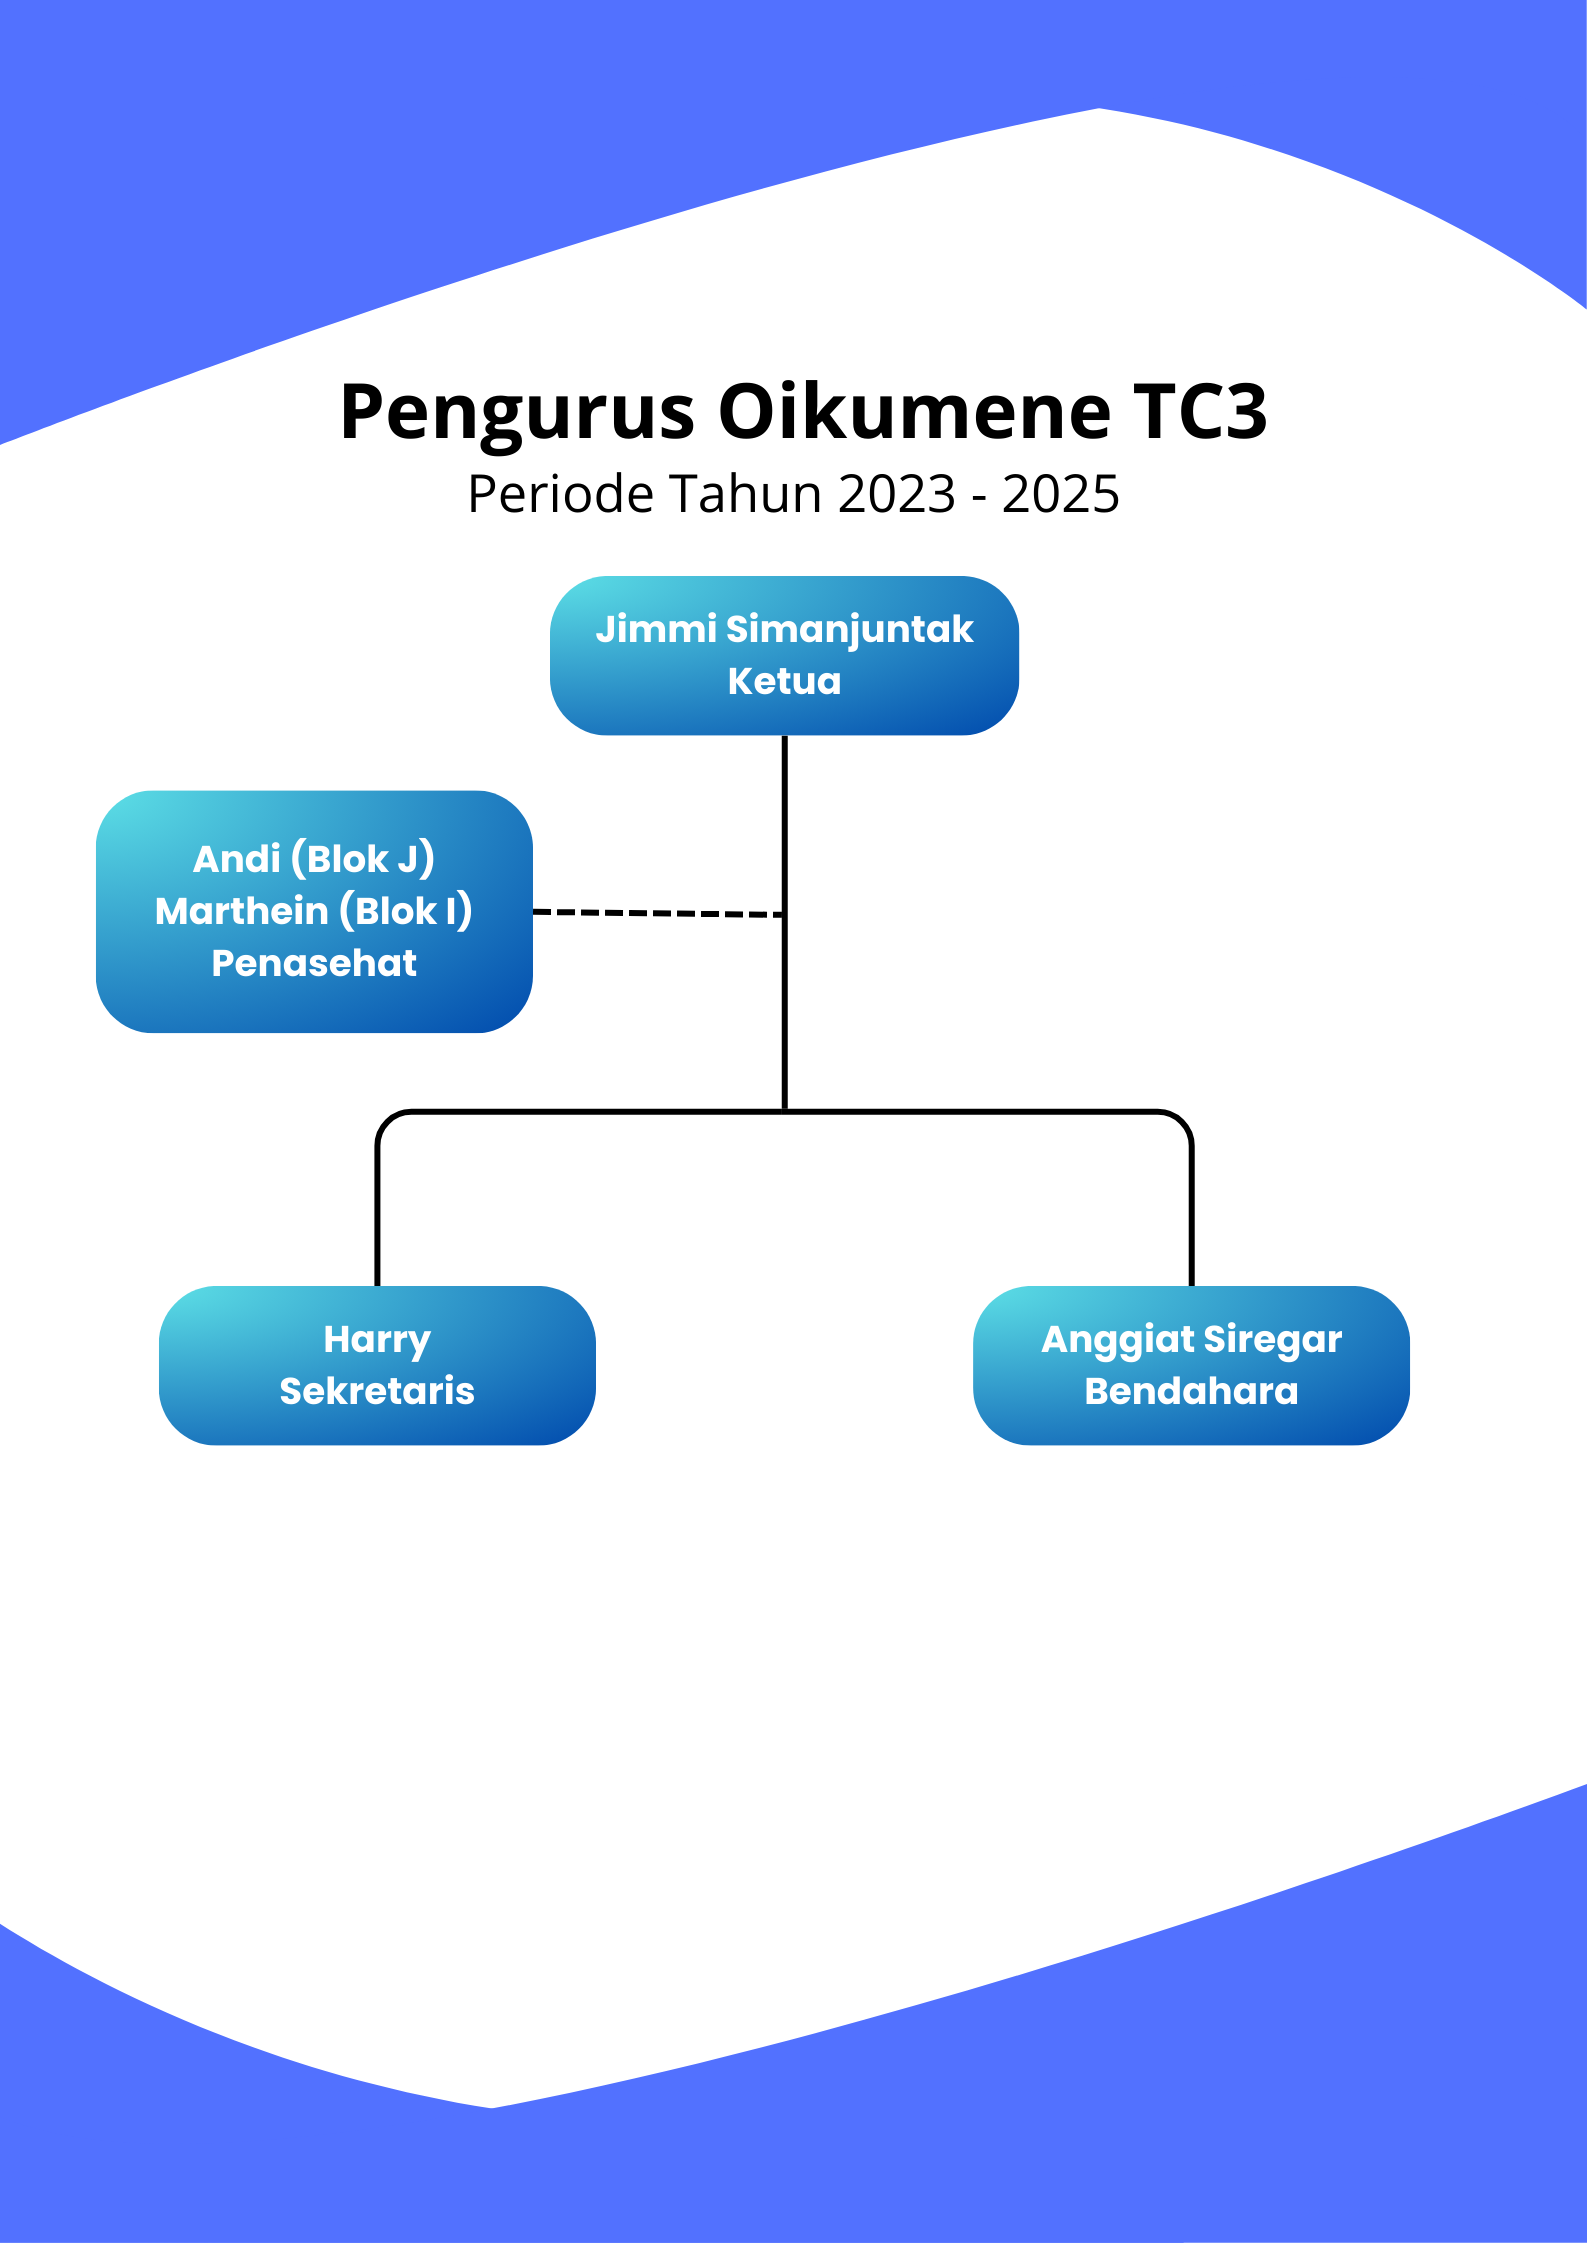 Pengurus Oikumene TC3
Periode Tahun 2023 - 2025
Jimmi Simanjuntak
Ketua
Andi (Blok J)
Marthein (Blok I)
Penasehat
Harry
Sekretaris
Anggiat Siregar
Bendahara